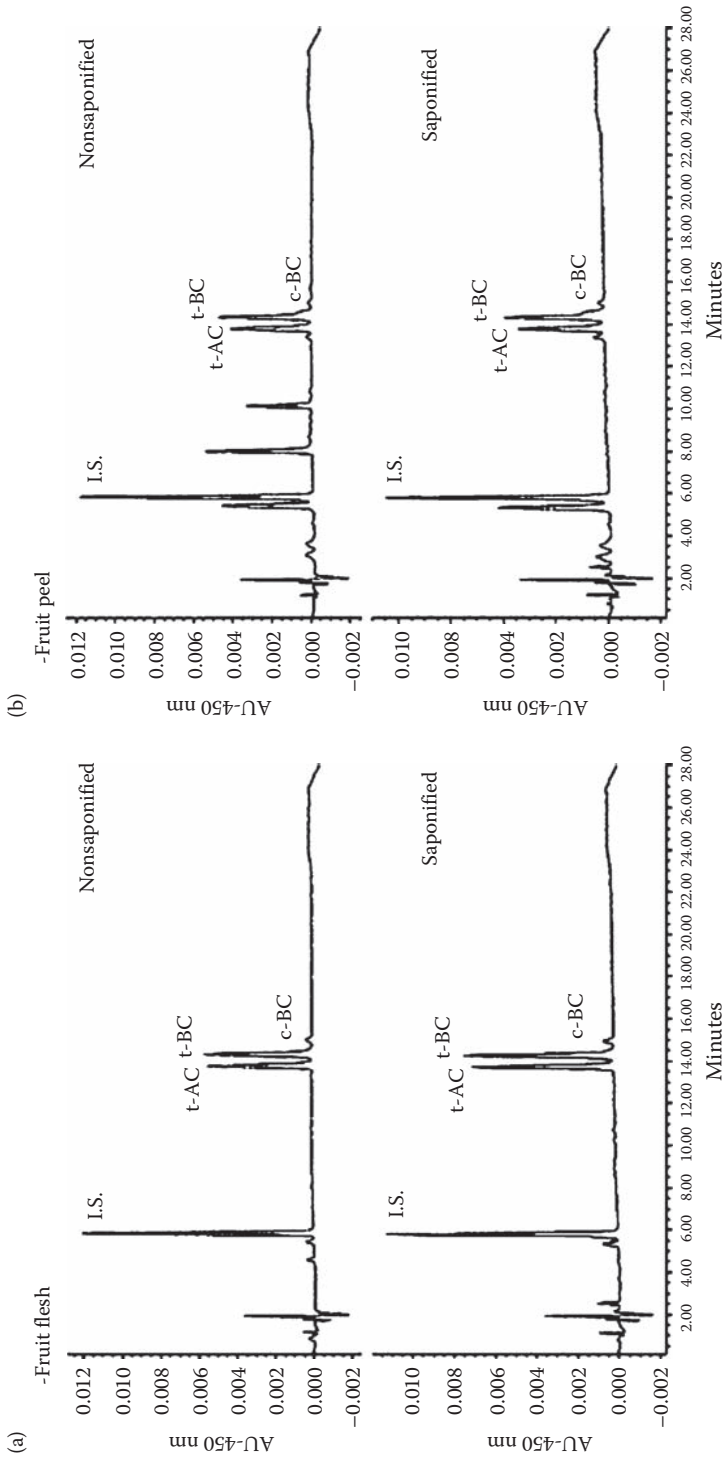 (a)
-Fruit flesh
Nonsaponified
0.012
0.010
0.008
0.006
0.004
0.002
0.000
−0.002
AU-450 nm
I.S.
t-AC
t-BC
c-BC
Saponified
0.010
0.008
0.006
0.004
0.002
0.000
−0.002
AU-450 nm
I.S.
t-AC
t-BC
c-BC
2.00 4.00 6.00 8.00 10.00 12.00 14.00 16.00 18.00 20.00 22.00 24.00 26.00 28.00
Minutes
(b)
-Fruit peel
Nonsaponified
0.012
0.010
0.008
0.006
0.004
0.002
0.000
−0.002
AU-450 nm
I.S.
t-AC
t-BC
c-BC
Saponified
0.010
0.008
0.006
0.004
0.002
0.000
−0.002
AU-450 nm
I.S.
t-AC
t-BC
c-BC
2.00 4.00 6.00 8.00 10.00 12.00 14.00 16.00 18.00 20.00 22.00 24.00 26.00 28.00
Minutes